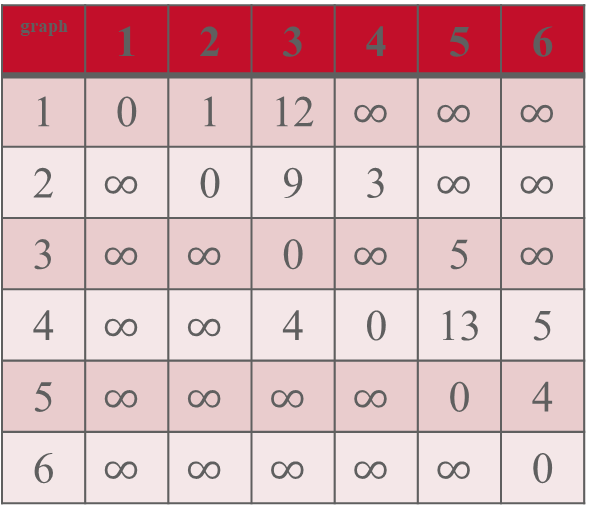 graph 1 2 3 4 5 6
1 0 1 12 ∞ ∞ ∞
2 ∞ 0 9 3 ∞ ∞
3 ∞ ∞ 0 ∞ 5 ∞
4 ∞ ∞ 4 0 13 5
5 ∞ ∞ ∞ ∞ 0 4
6 ∞ ∞ ∞ ∞ ∞ 0